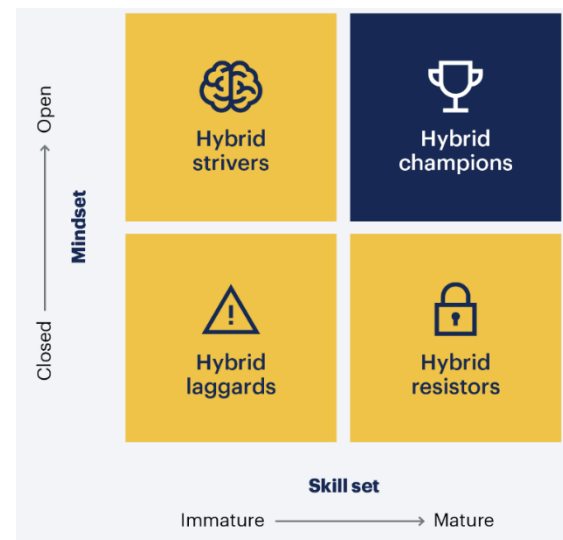 Open
Mindset
Closed
Hybrid
strivers
Hybrid
champions
Hybrid
laggards
Hybrid
resistors
Skill set
Immature
Mature